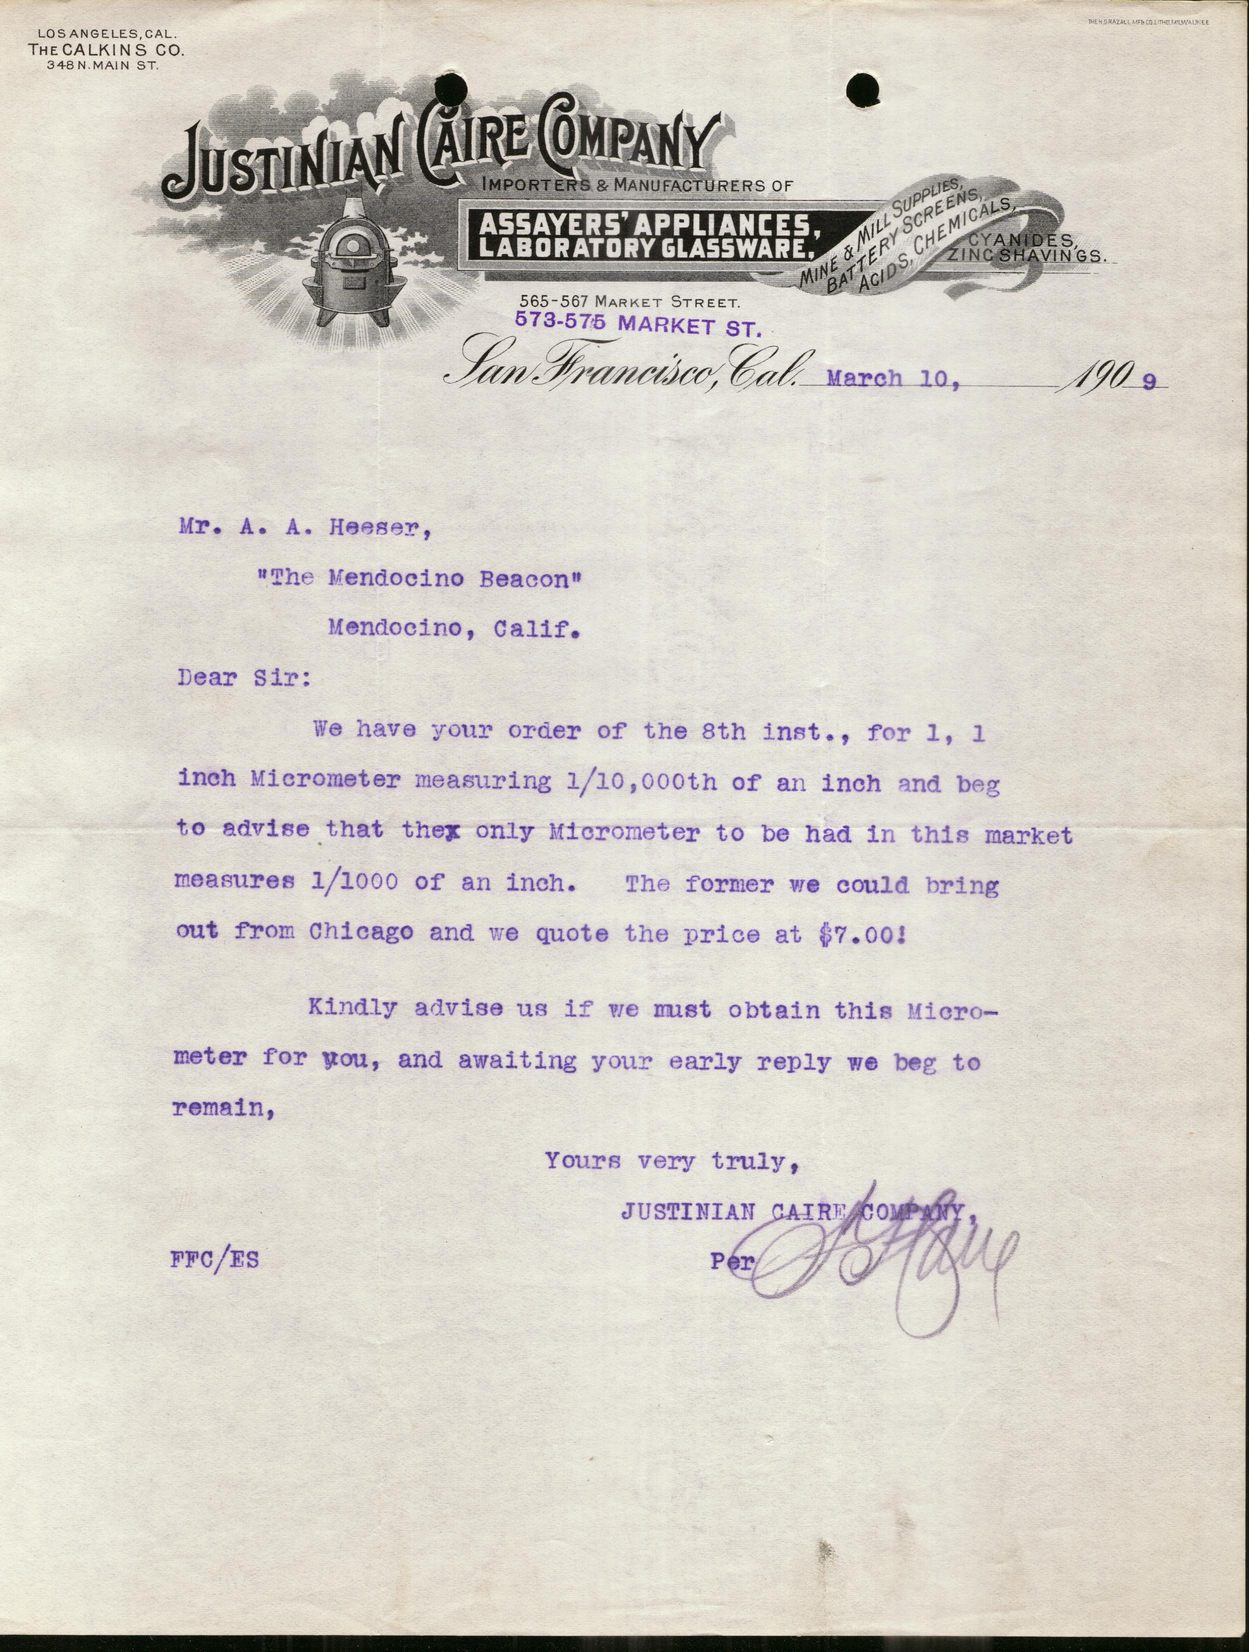 LOS ANGELES, CAL.
THE CALKINS CO.
348 N. MAIN ST.
JUSTINIAN CAIRE COMPANY
IMPORTERS & MANUFACTURERS OF
ASSAYERS' APPLIANCES,
LABORATORY GLASSWARE,
MINE & MILL SUPPLIES,
BATTERY SCREENS,
ACIDS, CHEMICALS,
CYANIDES,
ZINC SHAVINGS.
565-567 MARKET STREET.
573-575 MARKET ST.
San Francisco, Cal. March 10, 1909
Mr. A. A. Heeser,
"The Mendocino Beacon"
Mendocino, Calif.
Dear Sir:
We have your order of the 8th inst., for 1, 1
inch Micrometer measuring 1/10,000th of an inch and beg
to advise that thex only Micrometer to be had in this market
measures 1/1000 of an inch. The former we could bring
out from Chicago and we quote the price at $7.00!
Kindly advise us if we must obtain this Micro-
meter for you, and awaiting your early reply we beg to
remain,
Yours very truly,
JUSTINIAN CAIRE COMPANY,
FFC/ES
Per